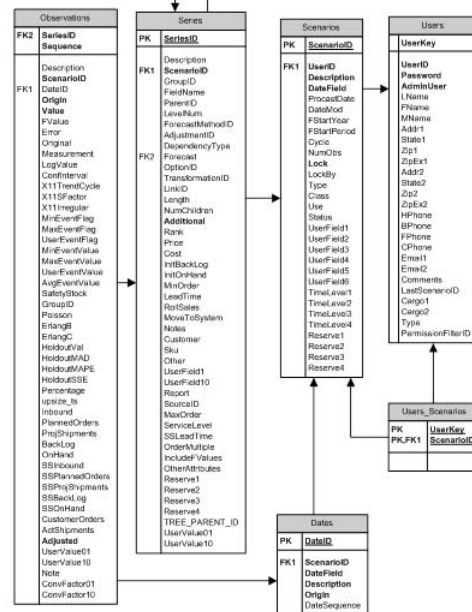 Observations
FK2 SeriesID
Sequence
Description
ScenarioID
FK1 DateID
Origin
Value
FValue
Error
Original
Measurement
LogValue
ConfInterval
X11TrendCycle
X11SFactor
X11Irregular
MinEventFlag
MaxEventFlag
UserEventFlag
MinEventValue
MaxEventValue
UserEventValue
AvgEventValue
SafetyStock
GroupID
Poisson
ErlangB
ErlangC
HoldoutVal
HoldoutMAD
HoldoutMAPE
HoldoutSSE
Percentage
upsize_ts
Inbound
PlannedOrders
ProjShipments
BackLog
OnHand
SSInbound
SSPlannedOrders
SSProjShipments
SSBackLog
SSOnHand
CustomerOrders
ActShipments
Adjusted
UserValue01
UserValue10
Note
ConvFactor01
ConvFactor10
Series
PK SeriesID
Description
FK1 ScenarioID
GroupID
FieldName
ParentID
LevelNum
ForecastMethodID
AdjustmentID
DependencyType
FK2 Forecast
OptionID
TransformationID
LinkID
Length
NumChildren
Additional
Rank
Price
Cost
InitBackLog
InitOnHand
MinOrder
LeadTime
RollSales
MoveToSystem
Notes
Customer
Sku
Other
UserField1
UserField10
Report
SourceID
MaxOrder
ServiceLevel
SSLeadTime
OrderMultiple
IncludeFValues
OtherAttributes
Reserve1
Reserve2
Reserve3
Reserve4
TREE_PARENT_ID
UserValue01
UserValue10
Scenarios
PK ScenarioID
FK1 UserID
Description
DateField
ProcastDate
DateMod
FStartYear
FStartPeriod
Cycle
NumObs
Lock
LockBy
Type
Class
Use
Status
UserField1
UserField2
UserField3
UserField4
UserField5
UserField6
TimeLevel1
TimeLevel2
TimeLevel3
TimeLevel4
Reserve1
Reserve2
Reserve3
Reserve4
Users
UserKey
UserID
Password
AdminUser
LName
FName
MName
Addr1
State1
Zip1
ZipEx1
Addr2
State2
Zip2
ZipEx2
HPhone
BPhone
FPhone
CPhone
Email1
Email2
Comments
LastScenarioID
Cargo1
Cargo2
Type
PermissionFilterID
Users_Scenarios
PK UserKey
PK,FK1 ScenarioID
Dates
PK DateID
FK1 ScenarioID
DateField
Description
Origin
DateSequence